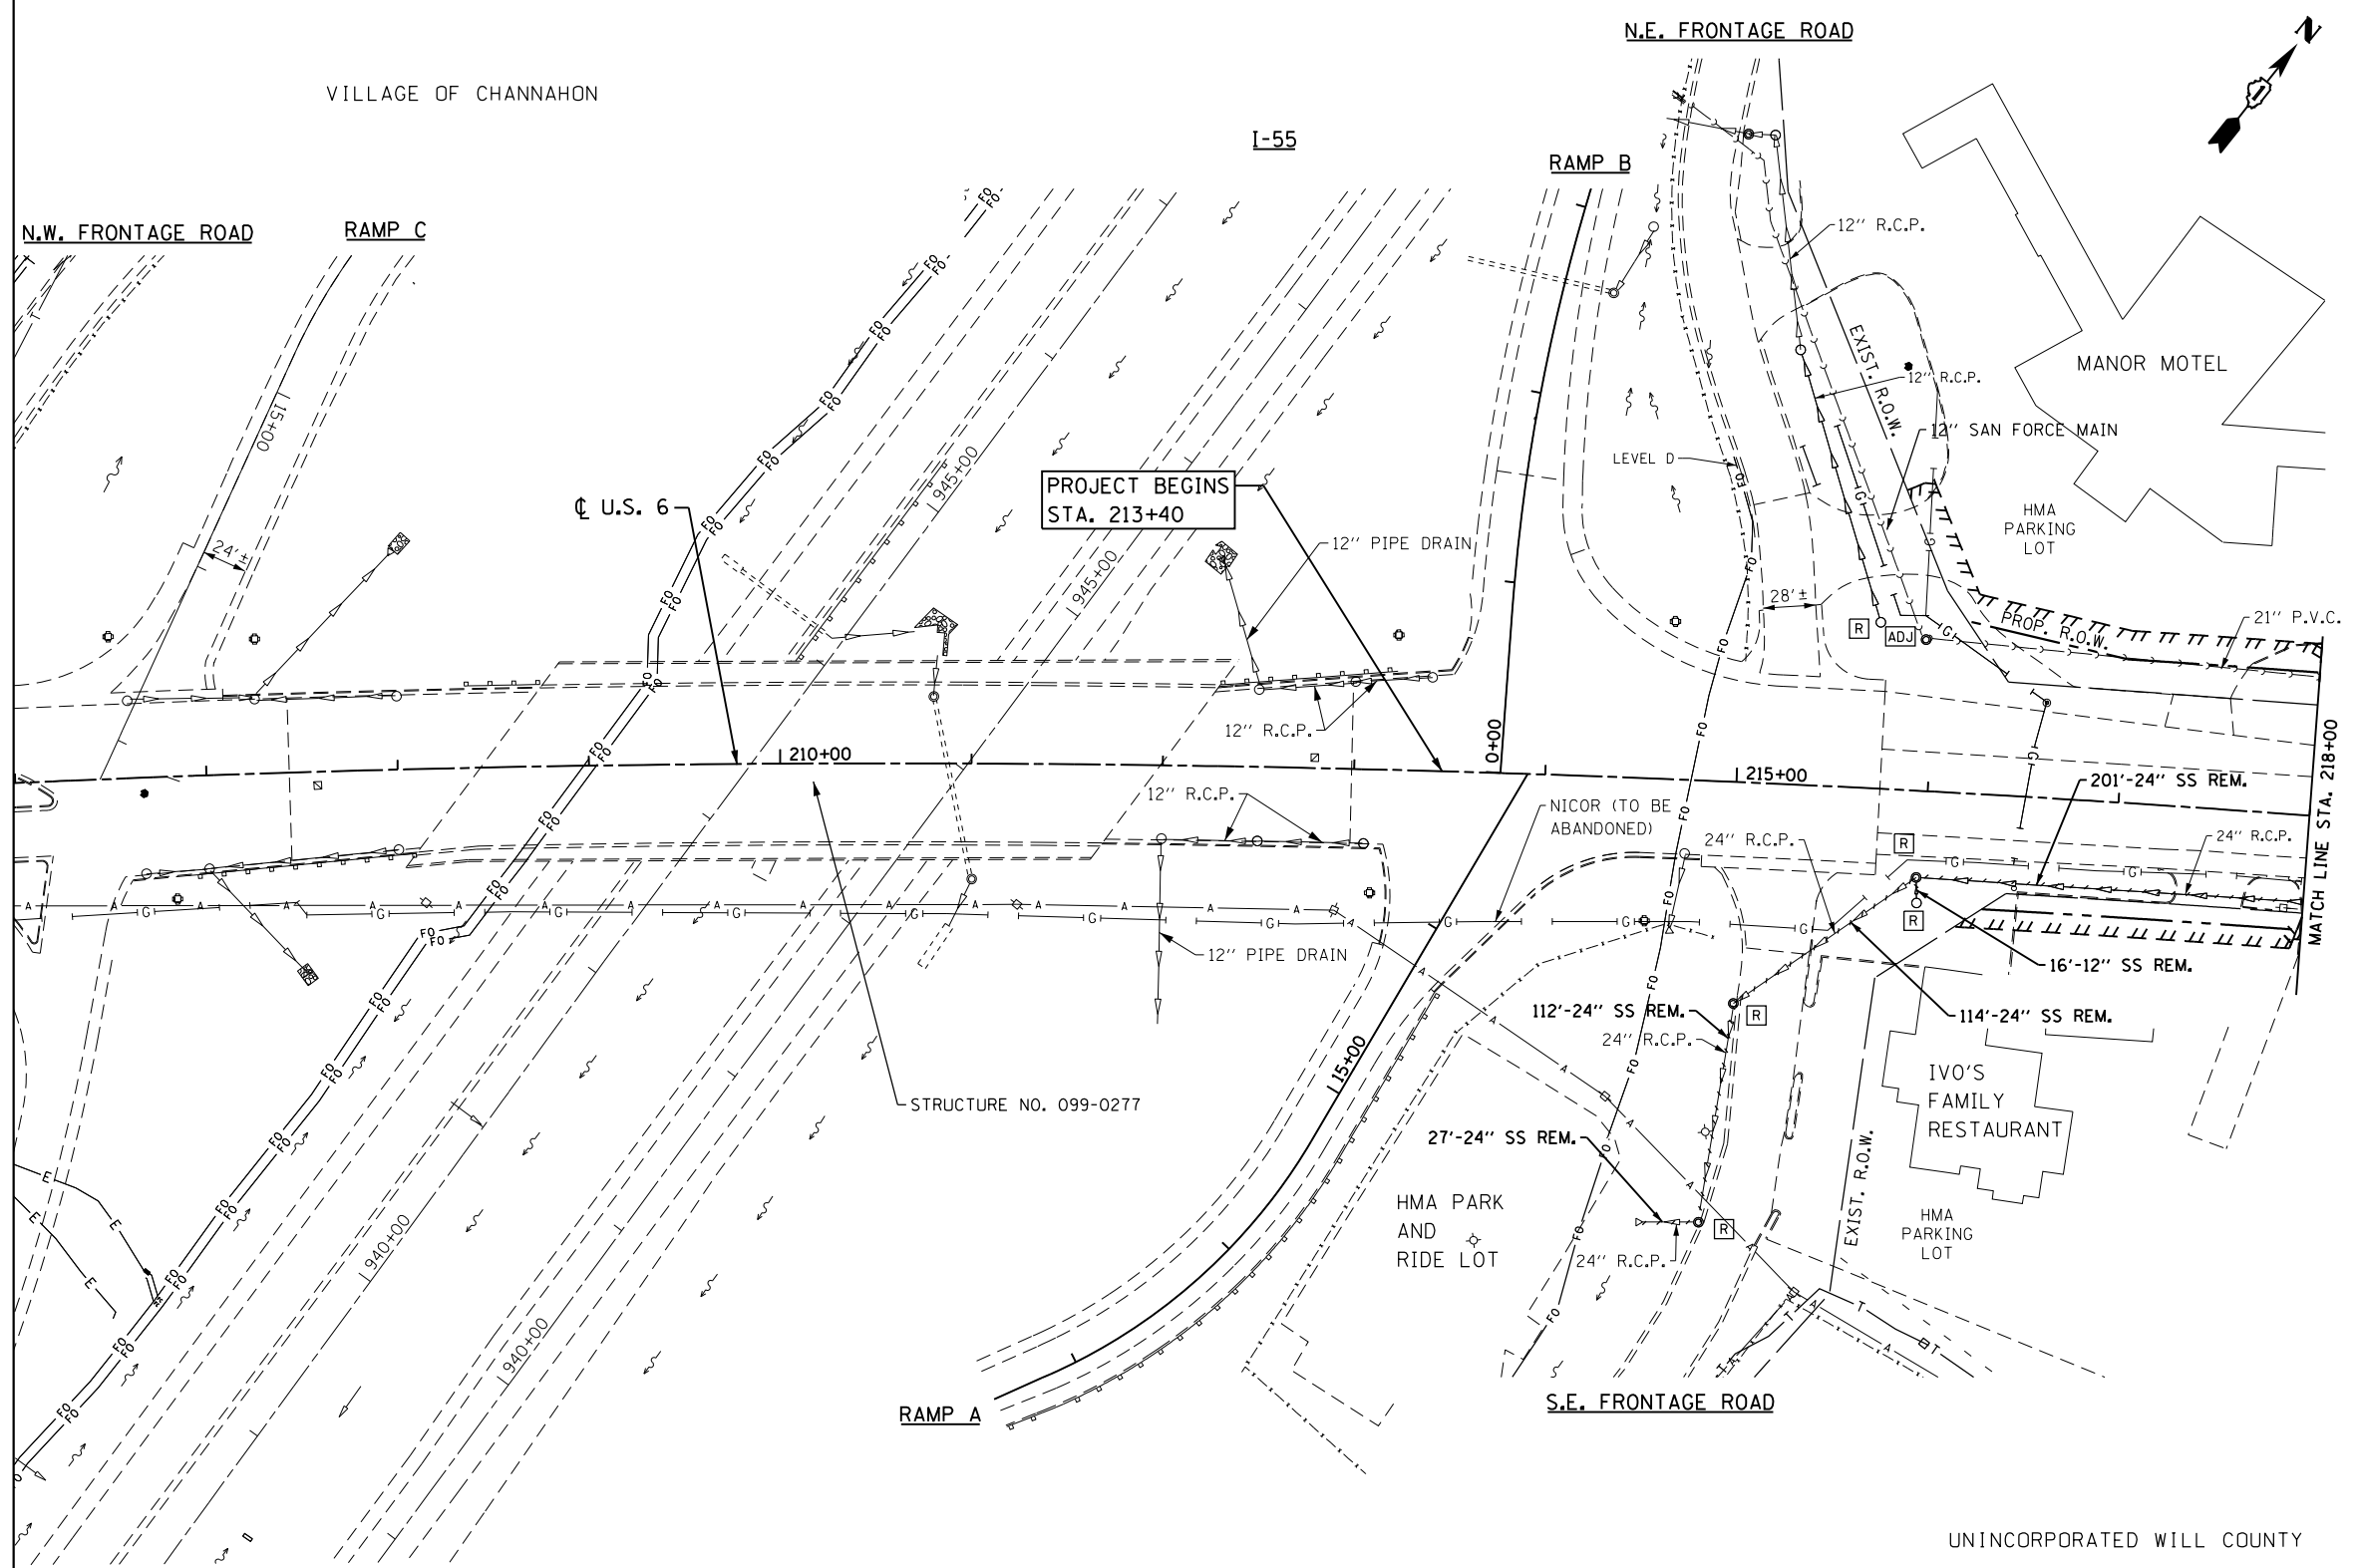 N.E. FRONTAGE ROAD
N
VILLAGE OF CHANNAHON
I-55
RAMP B
N.W. FRONTAGE ROAD
RAMP C
12" R.C.P.
EXIST. R.O.W.
MANOR MOTEL
12" R.C.P.
15+00
12" SAN FORCE MAIN
LEVEL D
945+00
PROJECT BEGINS
STA. 213+40
℄ U.S. 6
HMA
PARKING
LOT
24'±
12" PIPE DRAIN
945+00
28'±
R
ADJ
PROP. R.O.W.
21" P.V.C.
12" R.C.P.
0+00
210+00
215+00
MATCH LINE STA. 218+00
201'-24" SS REM.
12" R.C.P.
NICOR (TO BE
ABANDONED)
24" R.C.P.
R
24" R.C.P.
R
12" PIPE DRAIN
16'-12" SS REM.
112'-24" SS REM.
R
114'-24" SS REM.
24" R.C.P.
15+00
STRUCTURE NO. 099-0277
IVO'S
FAMILY
RESTAURANT
27'-24" SS REM.
EXIST. R.O.W.
HMA PARK
AND
RIDE LOT
R
HMA
PARKING
LOT
24" R.C.P.
940+00
940+00
RAMP A
S.E. FRONTAGE ROAD
UNINCORPORATED WILL COUNTY
FO
FO
A
G
E
T